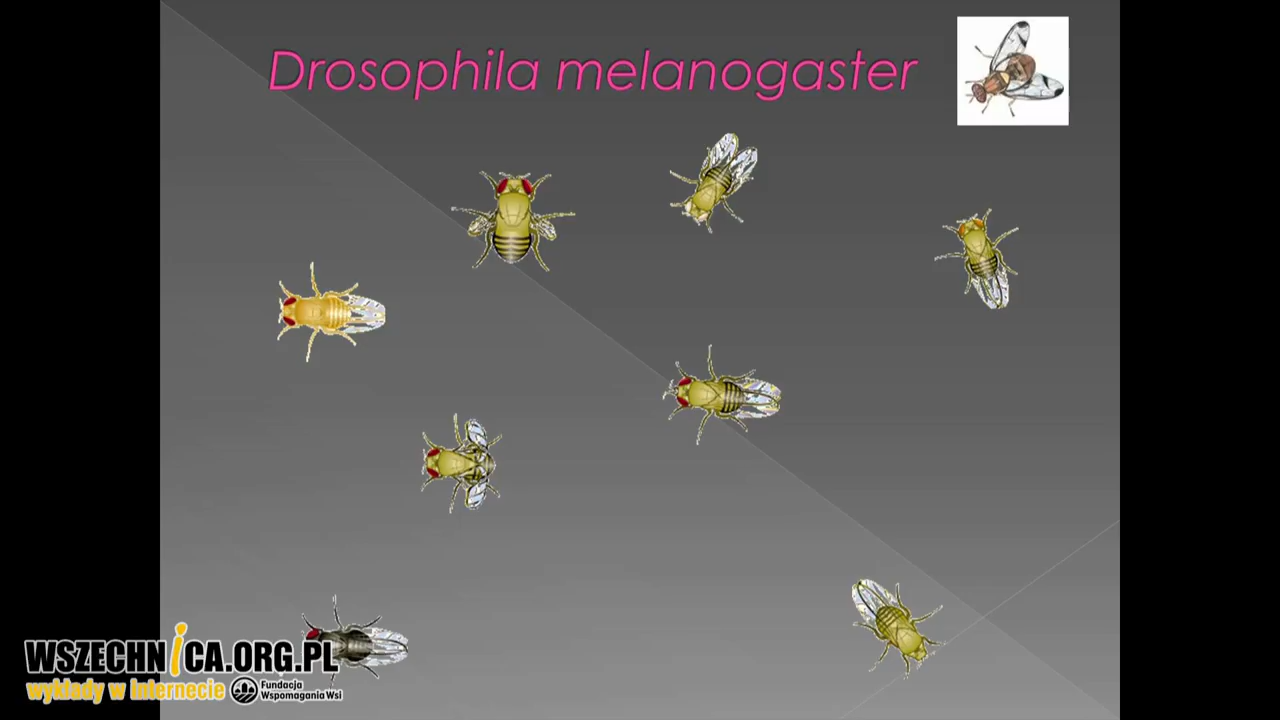 Drosophila melanogaster
WSZECHNiCA.ORG.PL
wykłady w Internecie
Fundacja
Wspomagania Wsi